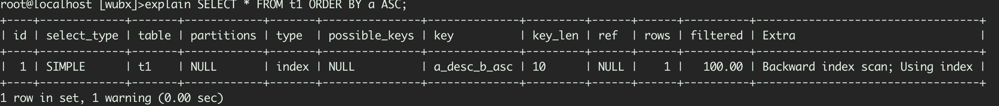 root@localhost [wubx]>explain SELECT * FROM t1 ORDER BY a ASC;
+----+-------------+-------+------------+-------+---------------+--------------+---------+------+------+----------+----------------------------------+
| id | select_type | table | partitions | type  | possible_keys | key          | key_len | ref  | rows | filtered | Extra                            |
+----+-------------+-------+------------+-------+---------------+--------------+---------+------+------+----------+----------------------------------+
|  1 | SIMPLE      | t1    | NULL       | index | NULL          | a_desc_b_asc | 10      | NULL |    1 |   100.00 | Backward index scan; Using index |
+----+-------------+-------+------------+-------+---------------+--------------+---------+------+------+----------+----------------------------------+
1 row in set, 1 warning (0.00 sec)